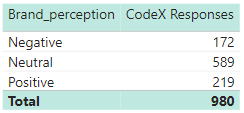 Brand_perception CodeX Responses
Negative 172
Neutral 589
Positive 219
Total 980